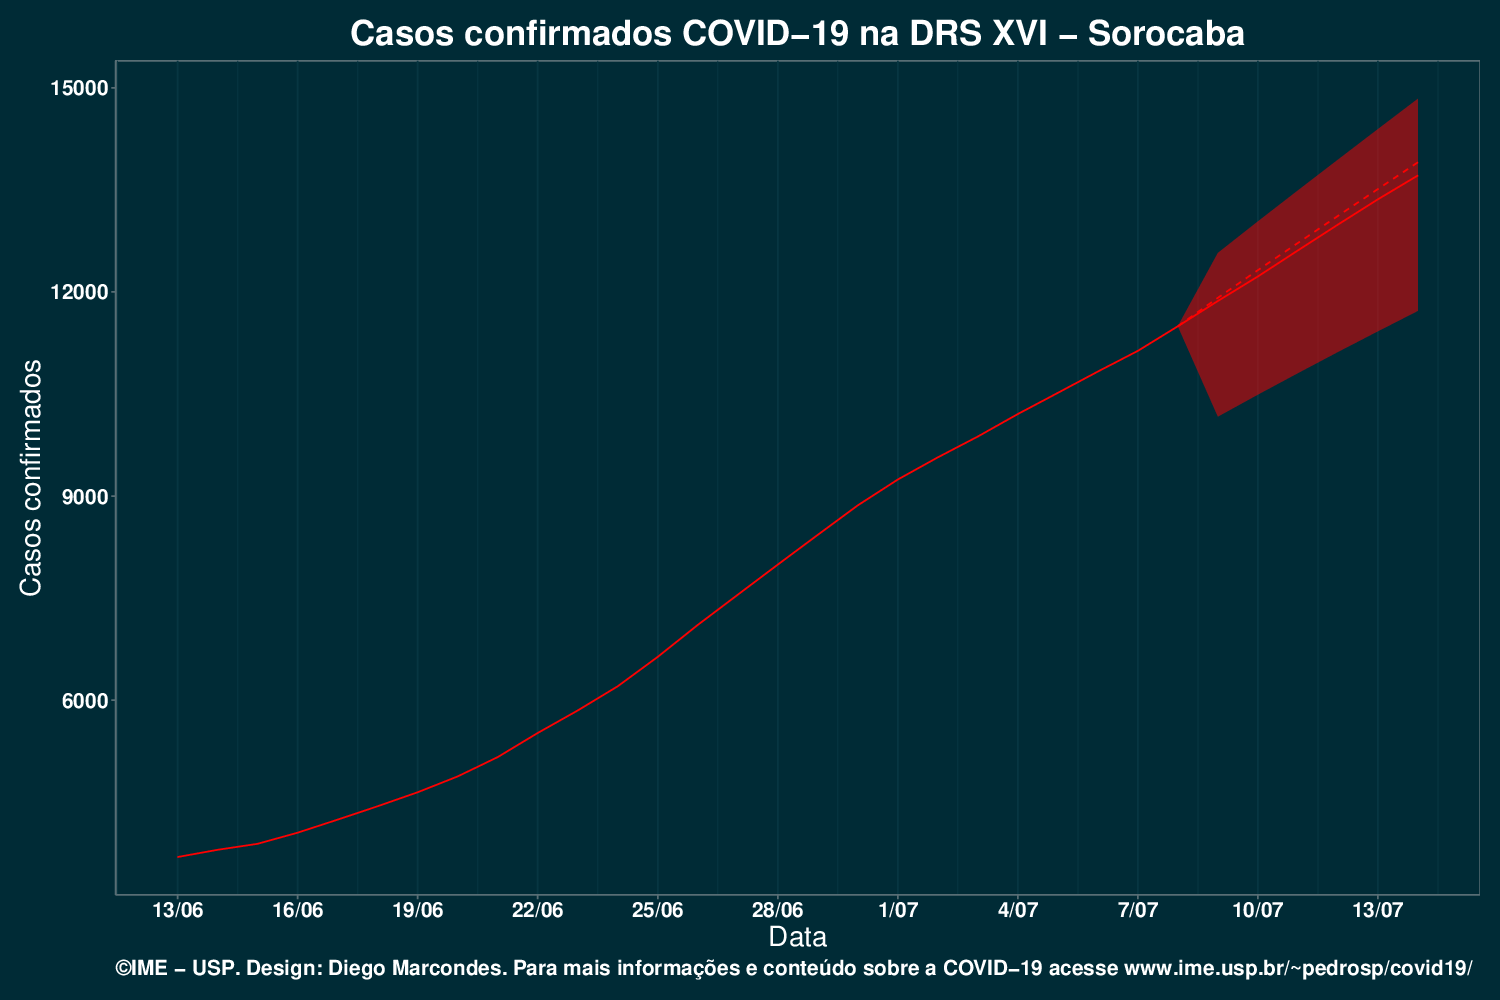 Casos confirmados COVID−19 na DRS XVI − Sorocaba
Casos confirmados
15000
12000
9000
6000
13/06 16/06 19/06 22/06 25/06 28/06 1/07 4/07 7/07 10/07 13/07
Data
©IME − USP. Design: Diego Marcondes. Para mais informações e conteúdo sobre a COVID−19 acesse www.ime.usp.br/~pedrosp/covid19/